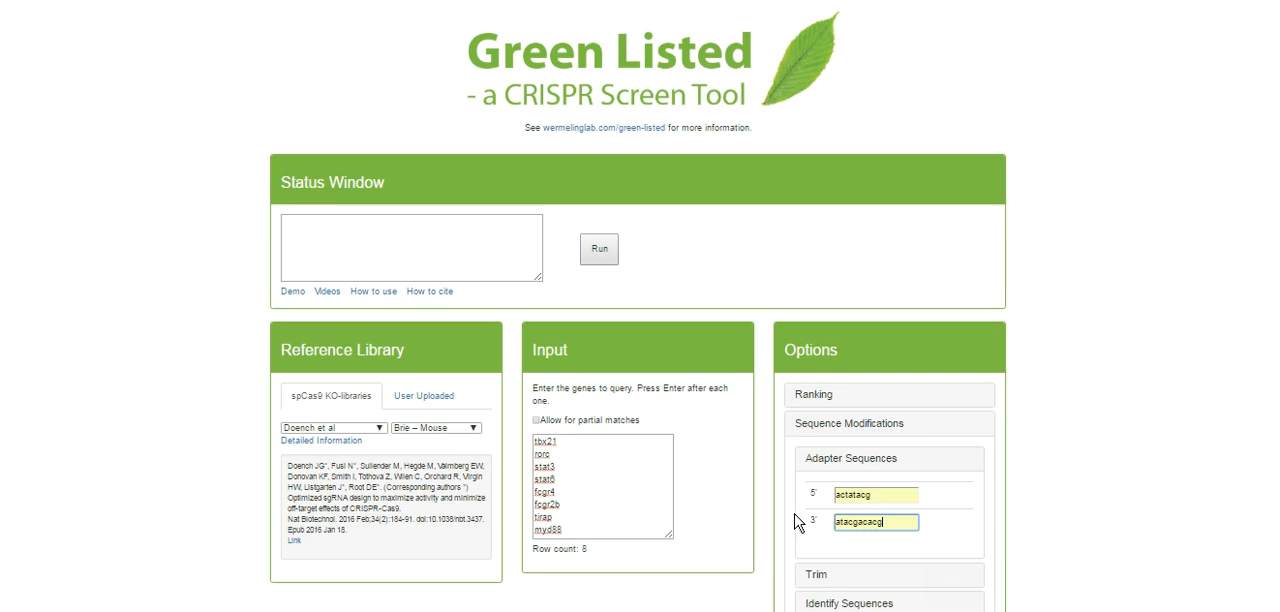 Green Listed
- a CRISPR Screen Tool
See wermelinglab.com/green-listed for more information.
Status Window
Run
Demo Videos How to use How to cite
Reference Library
spCas9 KO-libraries User Uploaded
Doench et al ▼ Brie – Mouse ▼
Detailed Information
Doench JG*, Fusi N*, Sullender M, Hegde M, Vaimberg EW,
Donovan KF, Smith I, Tothova Z, Wilen C, Orchard R, Virgin
HW, Listgarten J*, Root DE*. (Corresponding authors *)
Optimized sgRNA design to maximize activity and minimize
off-target effects of CRISPR-Cas9.
Nat Biotechnol. 2016 Feb;34(2):184-91. doi:10.1038/nbt.3437.
Epub 2016 Jan 18.
Link
Input
Enter the genes to query. Press Enter after each
one.
Allow for partial matches
tbx21
rorc
stat3
stat6
fcgr4
fcgr2b
tirap
myd88
Row count: 8
Options
Ranking
Sequence Modifications
Adapter Sequences
5' actatacg
3' atacgacacg
Trim
Identify Sequences